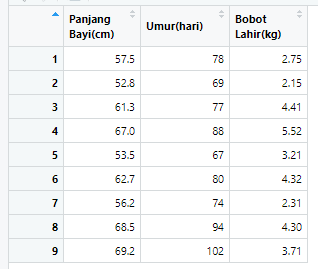 Panjang Bayi(cm) Umur(hari) Bobot Lahir(kg)
1 57.5 78 2.75
2 52.8 69 2.15
3 61.3 77 4.41
4 67.0 88 5.52
5 53.5 67 3.21
6 62.7 80 4.32
7 56.2 74 2.31
8 68.5 94 4.30
9 69.2 102 3.71